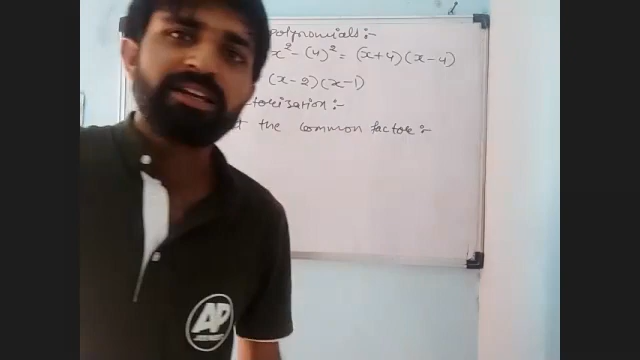 polynomials:-
x² - (4)² = (x+4)(x-4)
(x-2)(x-1)
torisation:-
the common factor:-
AP